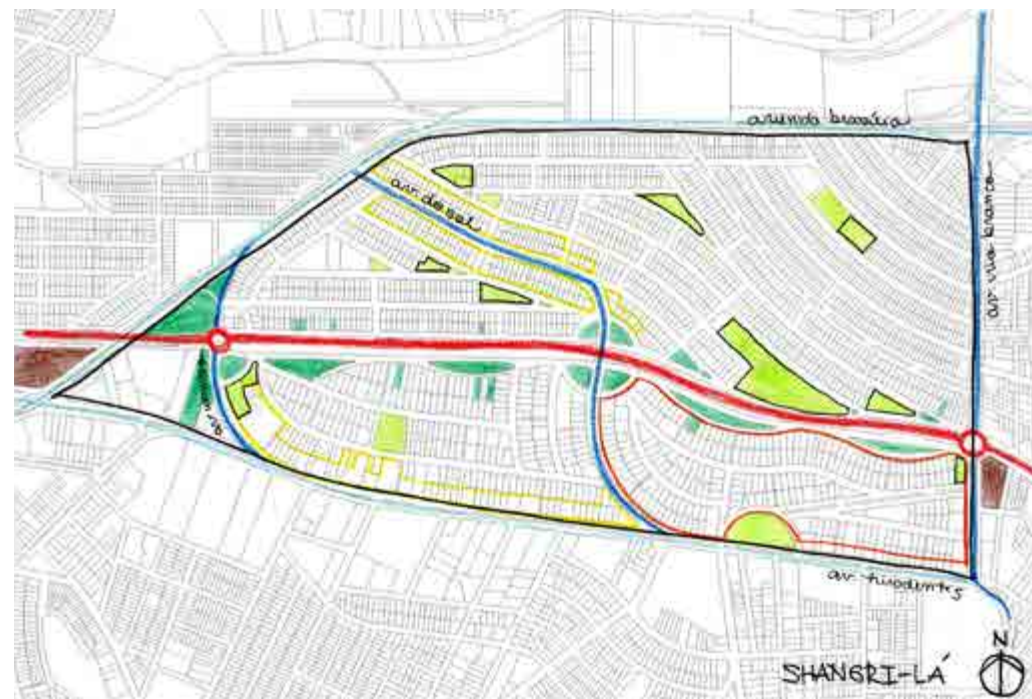 avenida brasília
av. do sol
av. rio branco
av. tiradentes
N
SHANGRI-LÁ